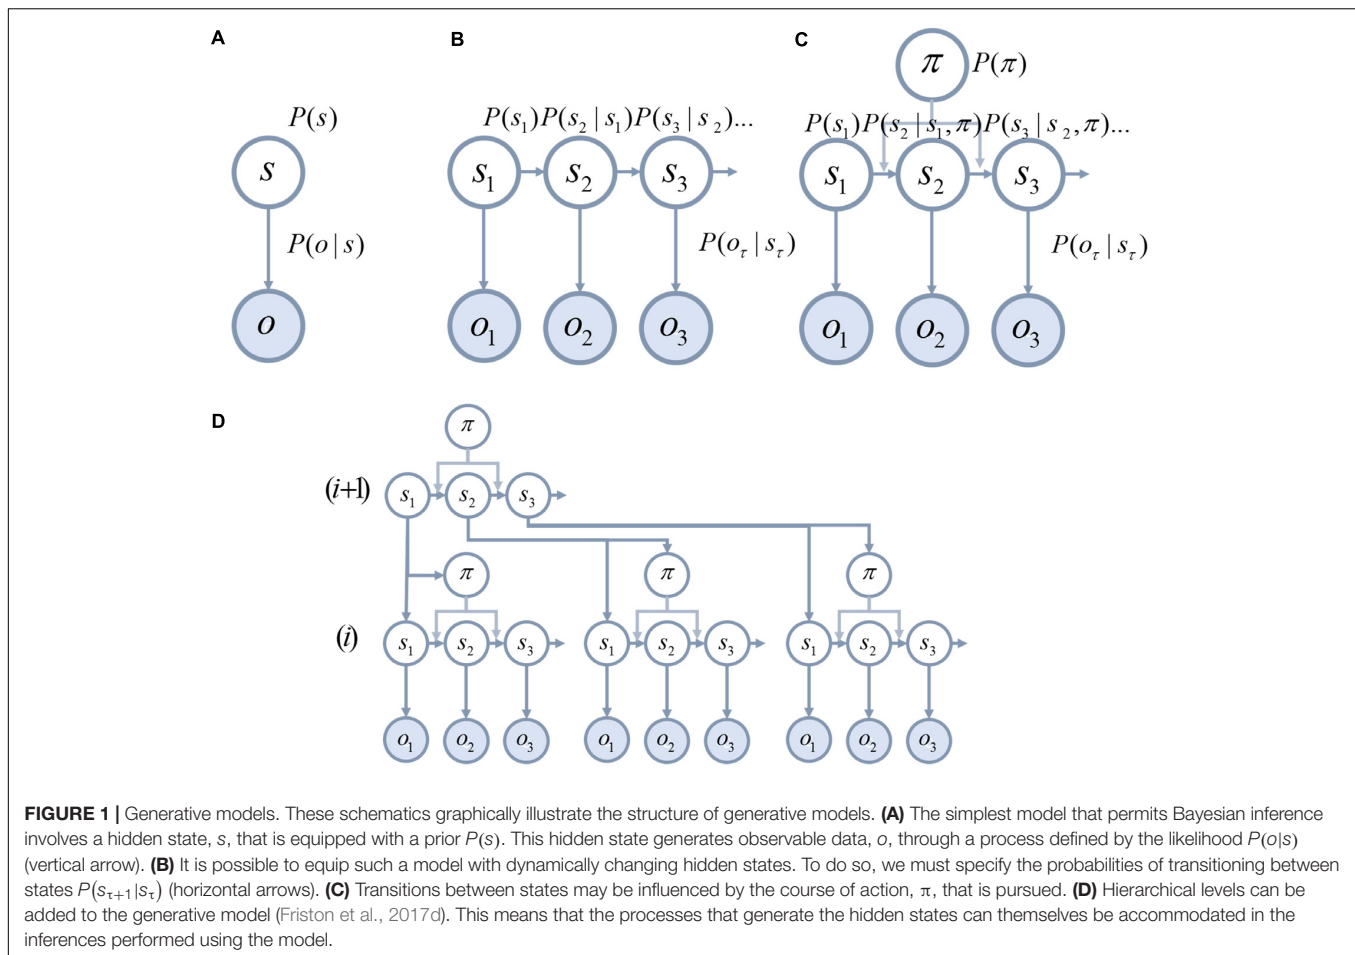 A
B
C
P(s)
s
P(o|s)
o
P(s₁)P(s₂|s₁)P(s₃|s₂)...
s₁ s₂ s₃
P(o_τ|s_τ)
o₁ o₂ o₃
π P(π)
P(s₁)P(s₂|s₁,π)P(s₃|s₂,π)...
s₁ s₂ s₃
P(o_τ|s_τ)
o₁ o₂ o₃
D
π
(i+1) s₁ s₂ s₃
π π π
(i) s₁ s₂ s₃ s₁ s₂ s₃ s₁ s₂ s₃
o₁ o₂ o₃ o₁ o₂ o₃ o₁ o₂ o₃
FIGURE 1 | Generative models. These schematics graphically illustrate the structure of generative models. (A) The simplest model that permits Bayesian inference
involves a hidden state, s, that is equipped with a prior P(s). This hidden state generates observable data, o, through a process defined by the likelihood P(o|s)
(vertical arrow). (B) It is possible to equip such a model with dynamically changing hidden states. To do so, we must specify the probabilities of transitioning between
states P(s_τ+1|s_τ) (horizontal arrows). (C) Transitions between states may be influenced by the course of action, π, that is pursued. (D) Hierarchical levels can be
added to the generative model (Friston et al., 2017d). This means that the processes that generate the hidden states can themselves be accommodated in the
inferences performed using the model.